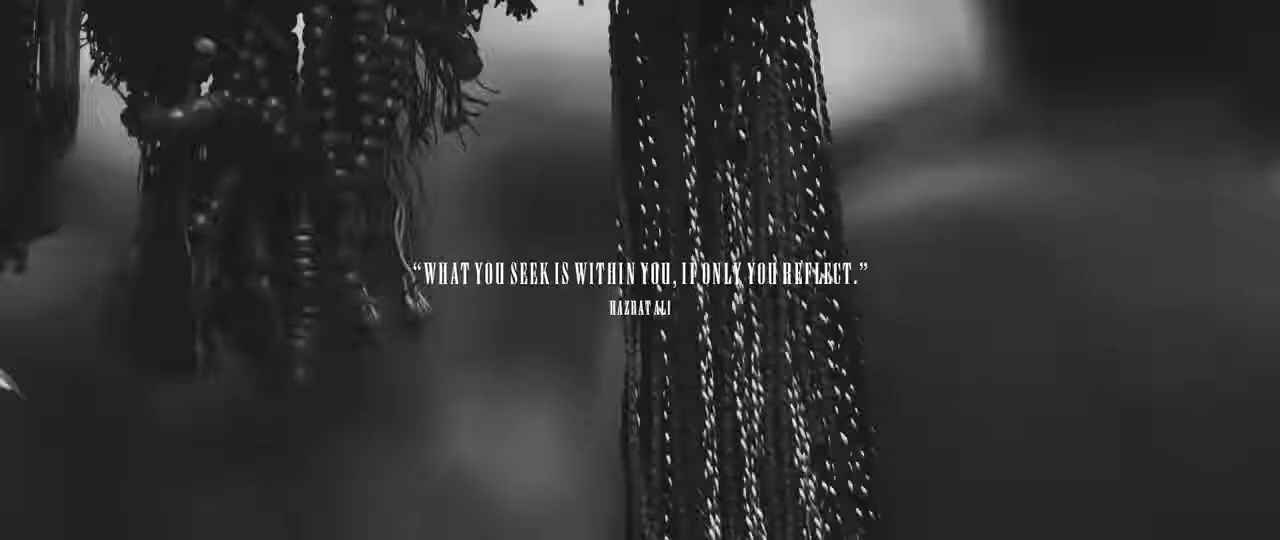 “WHAT YOU SEEK IS WITHIN YOU, IF ONLY YOU REFLECT.”
HAZRAT ALI